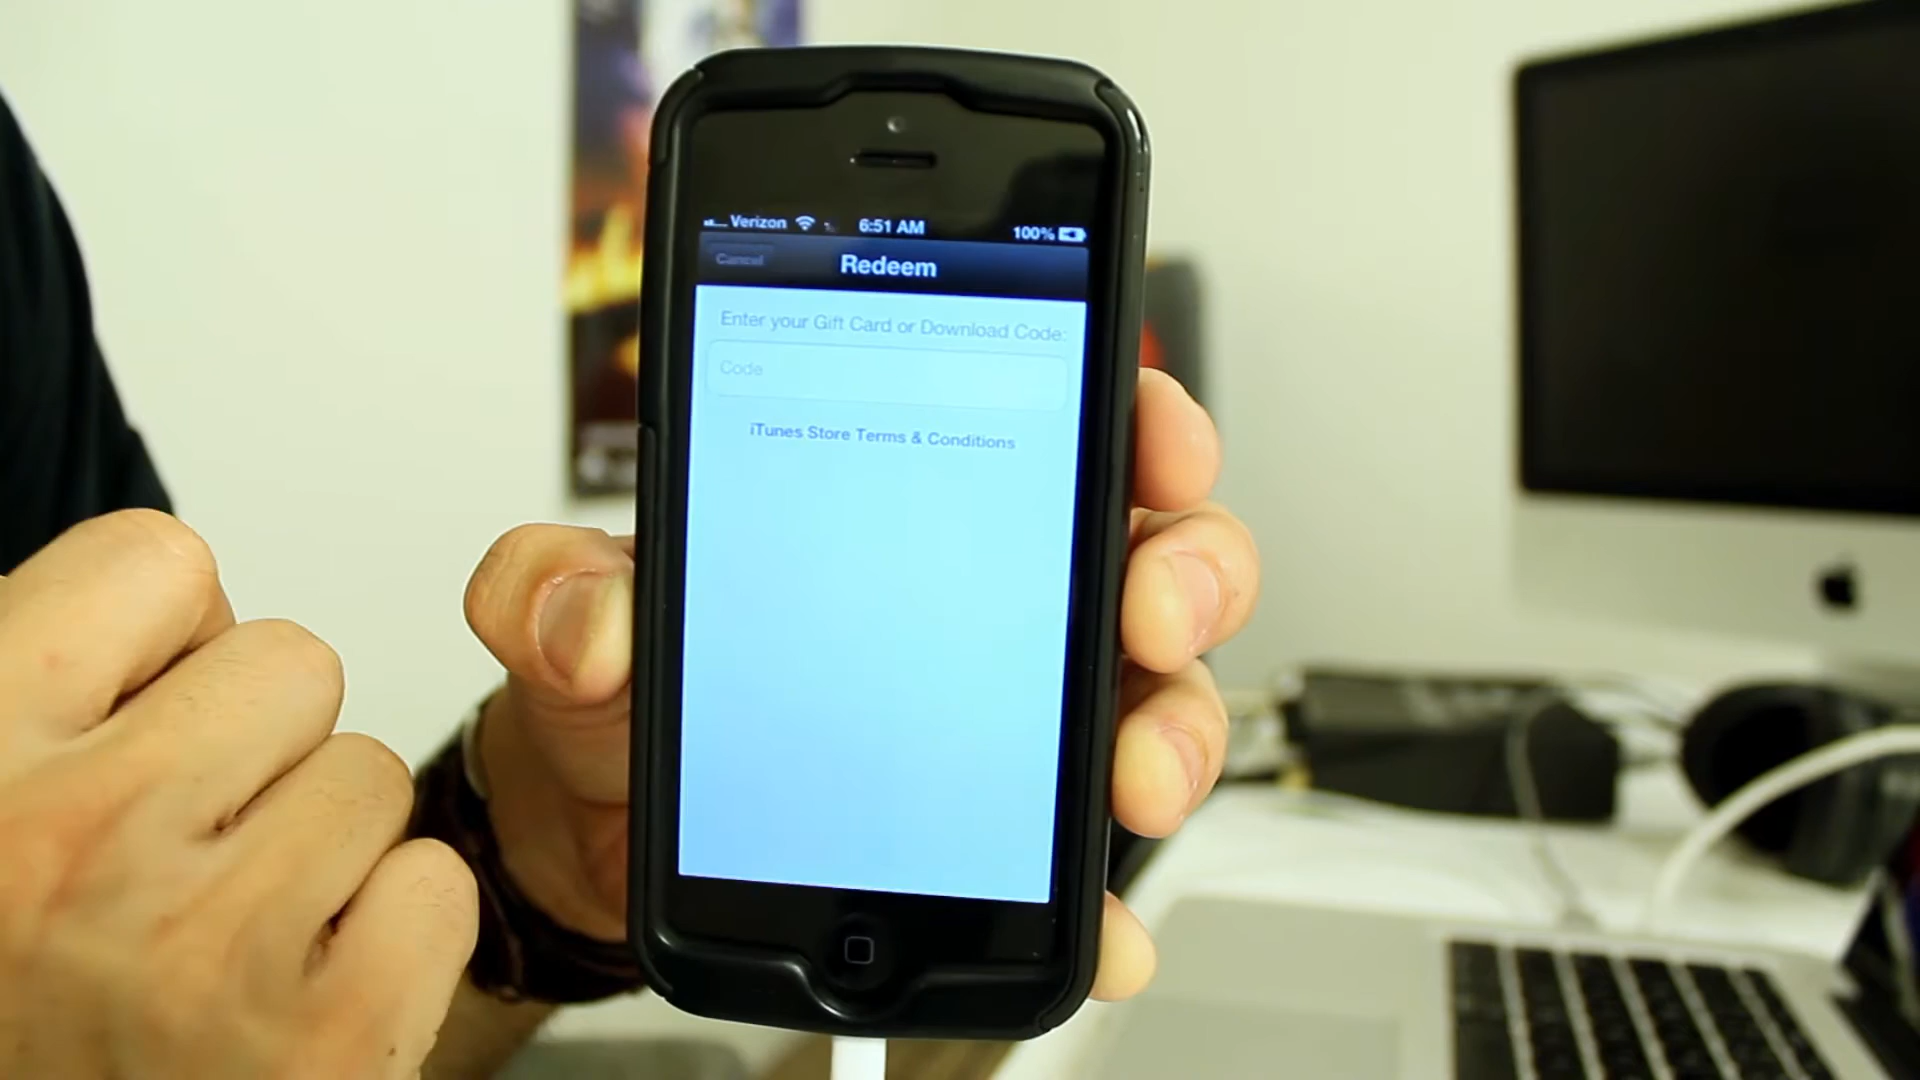 Verizon 6:51 AM 100%
Cancel Redeem
Enter your Gift Card or Download Code:
Code
iTunes Store Terms & Conditions